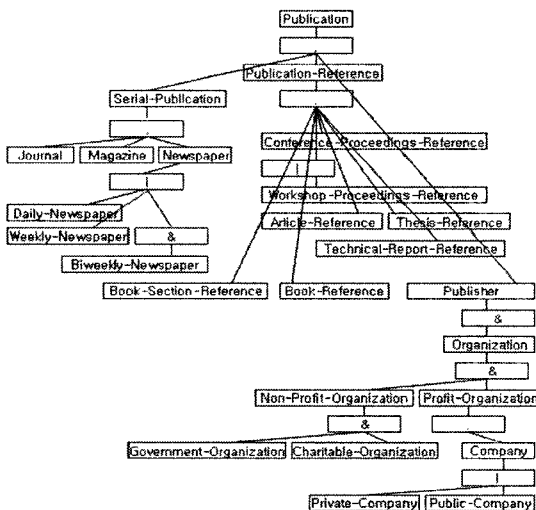 Publication
Publication-Reference
Serial-Publication
Conference-Proceedings-Reference
Journal
Magazine
Newspaper
|
|
Workshop-Proceedings-Reference
Daily-Newspaper
Article-Reference
Thesis-Reference
Weekly-Newspaper
&
Technical-Report-Reference
Biweekly-Newspaper
Book-Section-Reference
Book-Reference
Publisher
&
Organization
&
Non-Profit-Organization
Profit-Organization
&
Government-Organization
Charitable-Organization
Company
|
Private-Company
Public-Company